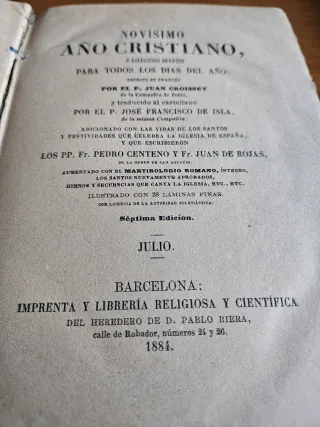 NOVÍSIMO
AÑO CRISTIANO,
Ó EJERCICIOS DEVOTOS
PARA TODOS LOS DIAS DEL AÑO;
ESCRITO EN FRANCÉS
POR EL P. JUAN CROISSET
de la Compañía de Jesús,
y traducido al castellano
POR EL P. JOSÉ FRANCISCO DE ISLA,
de la misma Compañía:
ADICIONADO CON LAS VIDAS DE LOS SANTOS
Y FESTIVIDADES QUE CELEBRA LA IGLESIA DE ESPAÑA,
Y QUE ESCRIBIERON
LOS PP. FR. PEDRO CENTENO Y FR. JUAN DE ROJAS,
DE LA ORDEN DE SAN AGUSTIN.
AUMENTADO CON EL MARTIROLOGIO ROMANO, ÍNTEGRO,
LOS SANTOS NUEVAMENTE APROBADOS,
HIMNOS Y SECUENCIAS QUE CANTA LA IGLESIA, ETC., ETC.
ILUSTRADO CON 28 LÁMINAS FINAS.
CON LICENCIA DE LA AUTORIDAD ECLESIÁSTICA.
Séptima Edicion.
JULIO.
BARCELONA:
IMPRENTA Y LIBRERÍA RELIGIOSA Y CIENTÍFICA
DEL HEREDERO DE D. PABLO RIERA,
calle de Robador, números 24 y 26.
1884.